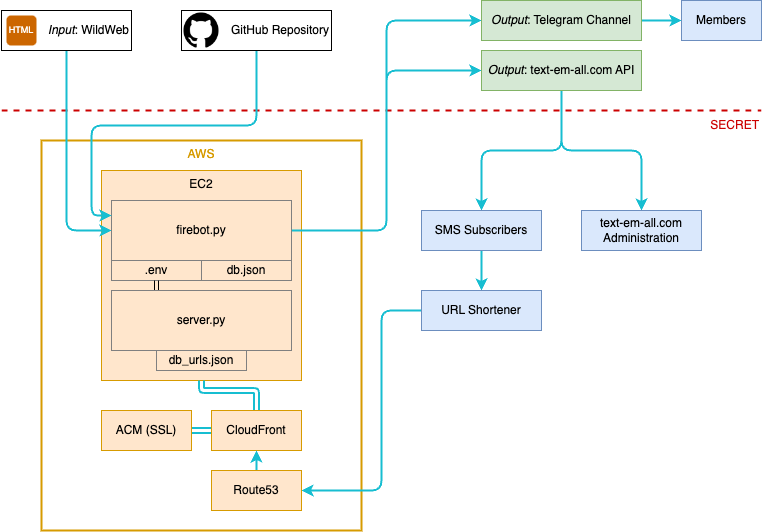 HTML
Input: WildWeb
GitHub Repository
Output: Telegram Channel
Members
Output: text-em-all.com API
SECRET
AWS
EC2
firebot.py
.env
db.json
server.py
db_urls.json
ACM (SSL)
CloudFront
Route53
SMS Subscribers
text-em-all.com
Administration
URL Shortener